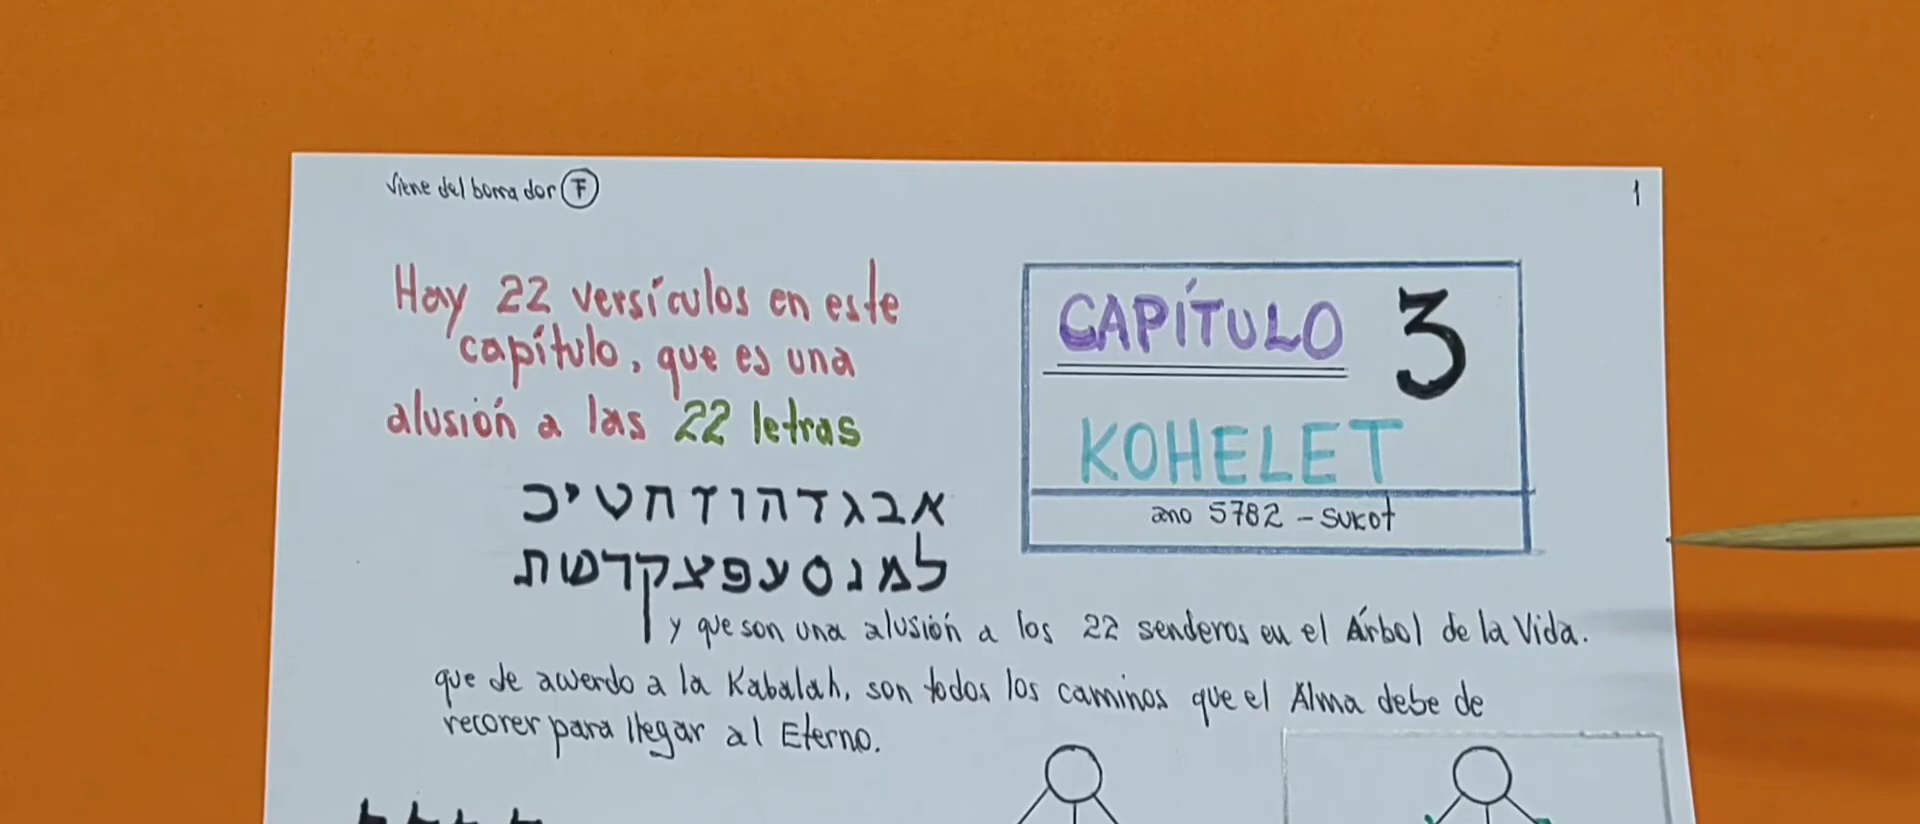 viene del borrador F
1
Hay 22 versículos en este
capítulo, que es una
alusión a las 22 letras
CAPÍTULO 3
KOHELET
ano 5782 - SUKOT
אבגדהוזחטיכ
למנסעפצקרשת
y que son una alusión a los 22 senderos en el Árbol de la Vida.
que de acuerdo a la Kabalah, son todos los caminos que el Alma debe de
recorer para llegar al Eterno.